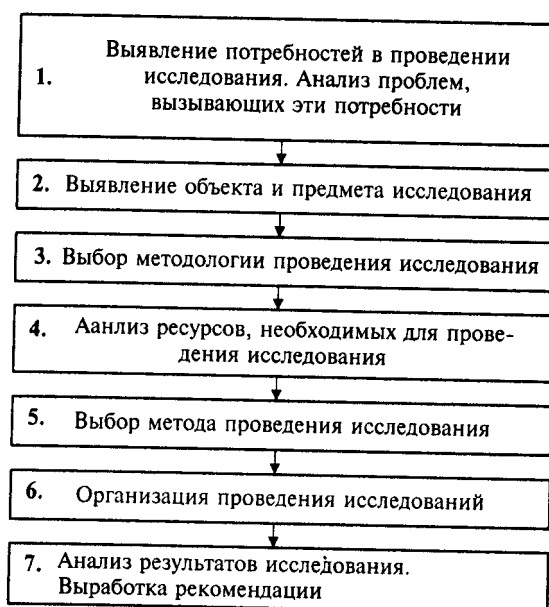 Выявление потребностей в проведении
1. исследования. Анализ проблем,
вызывающих эти потребности
2. Выявление объекта и предмета исследования
3. Выбор методологии проведения исследования
4. Аанлиз ресурсов, необходимых для прове-
дения исследования
5. Выбор метода проведения исследования
6. Организация проведения исследований
7. Анализ результатов исследования.
Выработка рекомендации